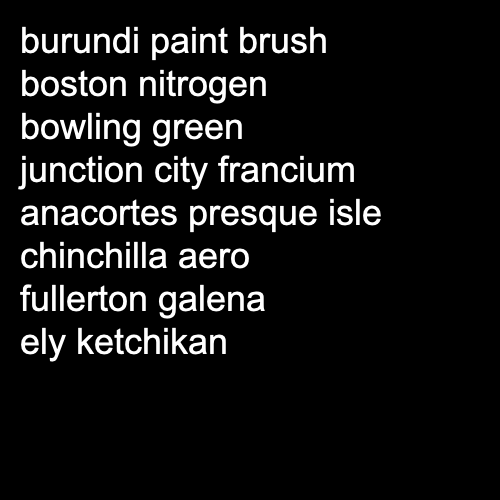 burundi paint brush
boston nitrogen
bowling green
junction city francium
anacortes presque isle
chinchilla aero
fullerton galena
ely ketchikan